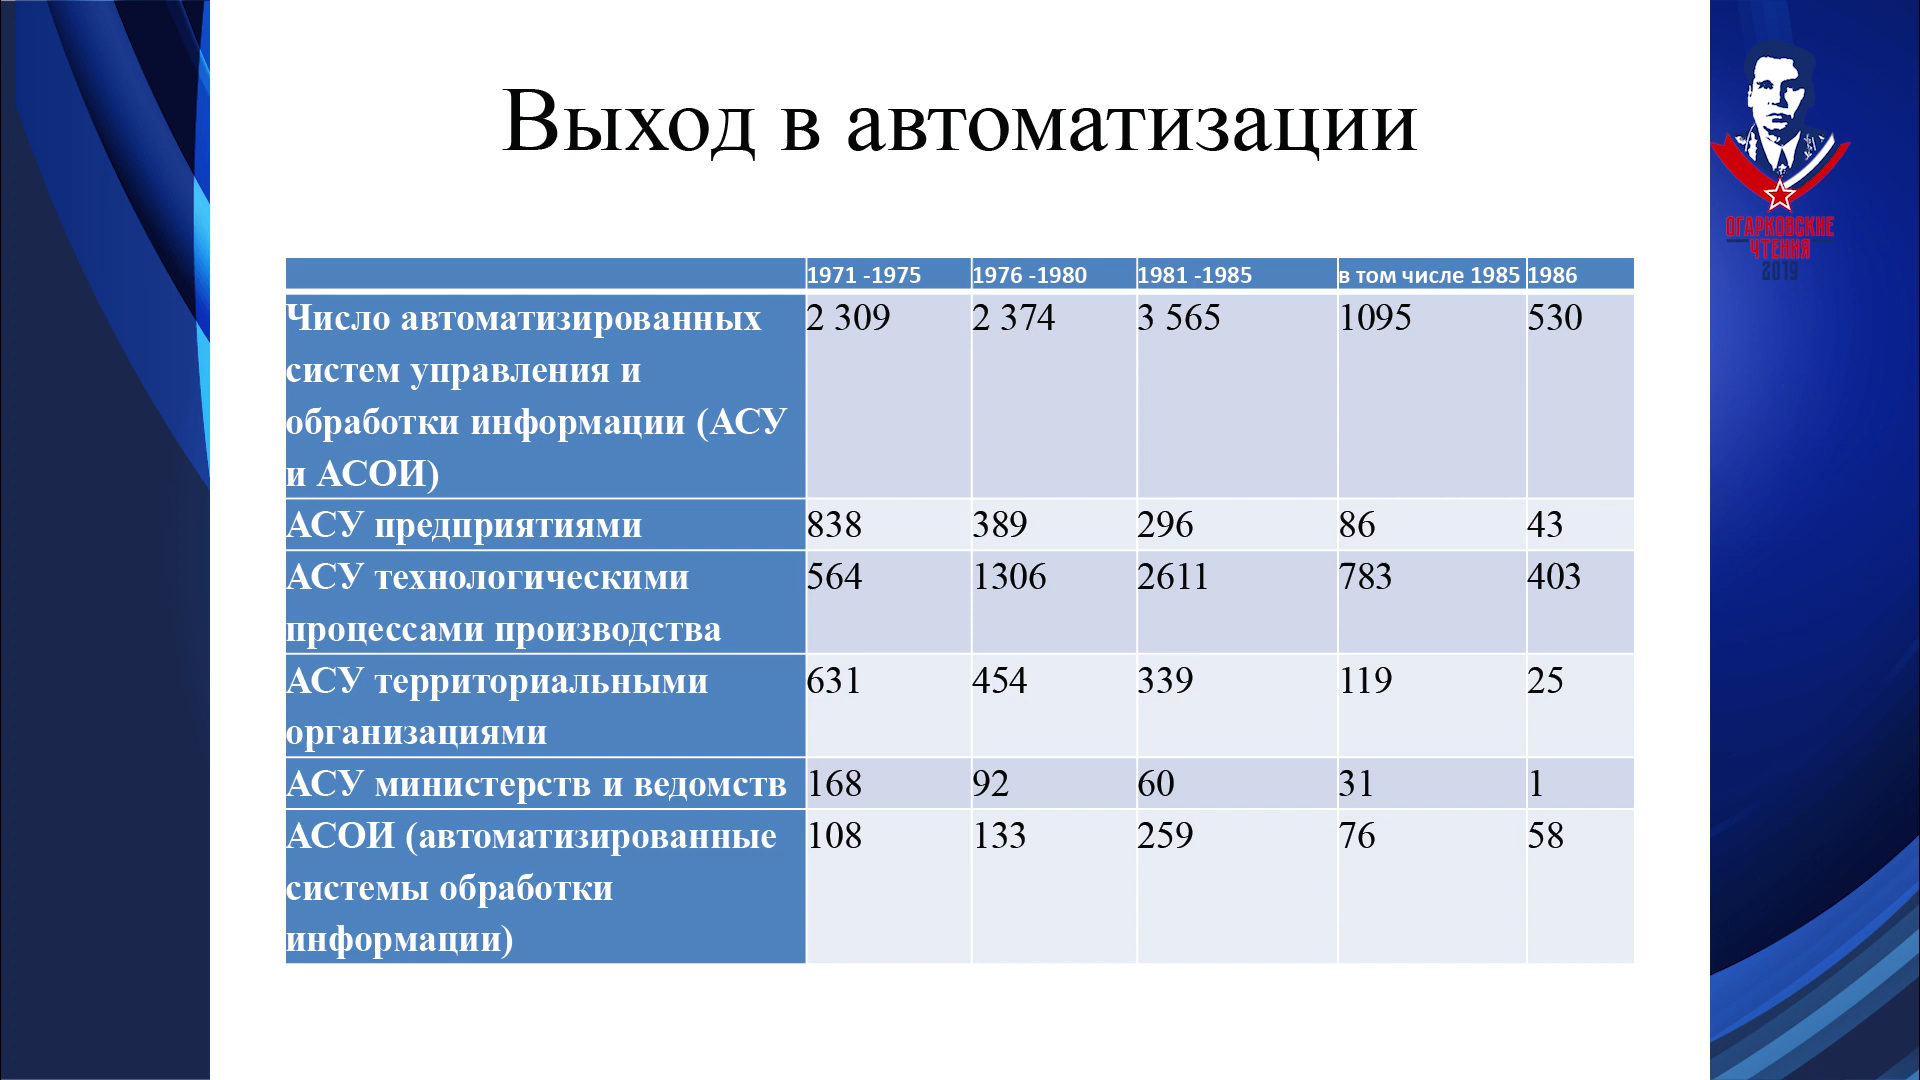 Выход в автоматизации
ОГАРКОВСКИЕ
ЧТЕНИЯ
2019
1971 -1975 1976 -1980 1981 -1985 в том числе 1985 1986
Число автоматизированных 2 309 2 374 3 565 1095 530
систем управления и
обработки информации (АСУ
и АСОИ)
АСУ предприятиями 838 389 296 86 43
АСУ технологическими 564 1306 2611 783 403
процессами производства
АСУ территориальными 631 454 339 119 25
организациями
АСУ министерств и ведомств 168 92 60 31 1
АСОИ (автоматизированные 108 133 259 76 58
системы обработки
информации)